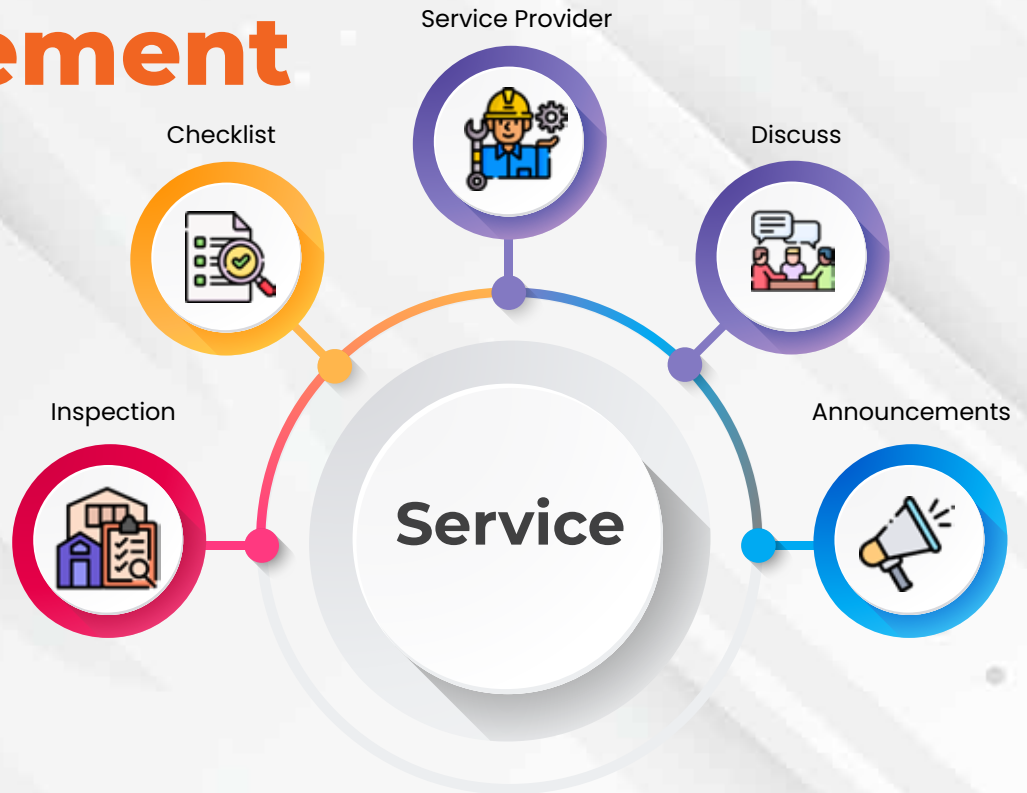 ement
Service Provider
Checklist
Discuss
Inspection
Announcements
Service